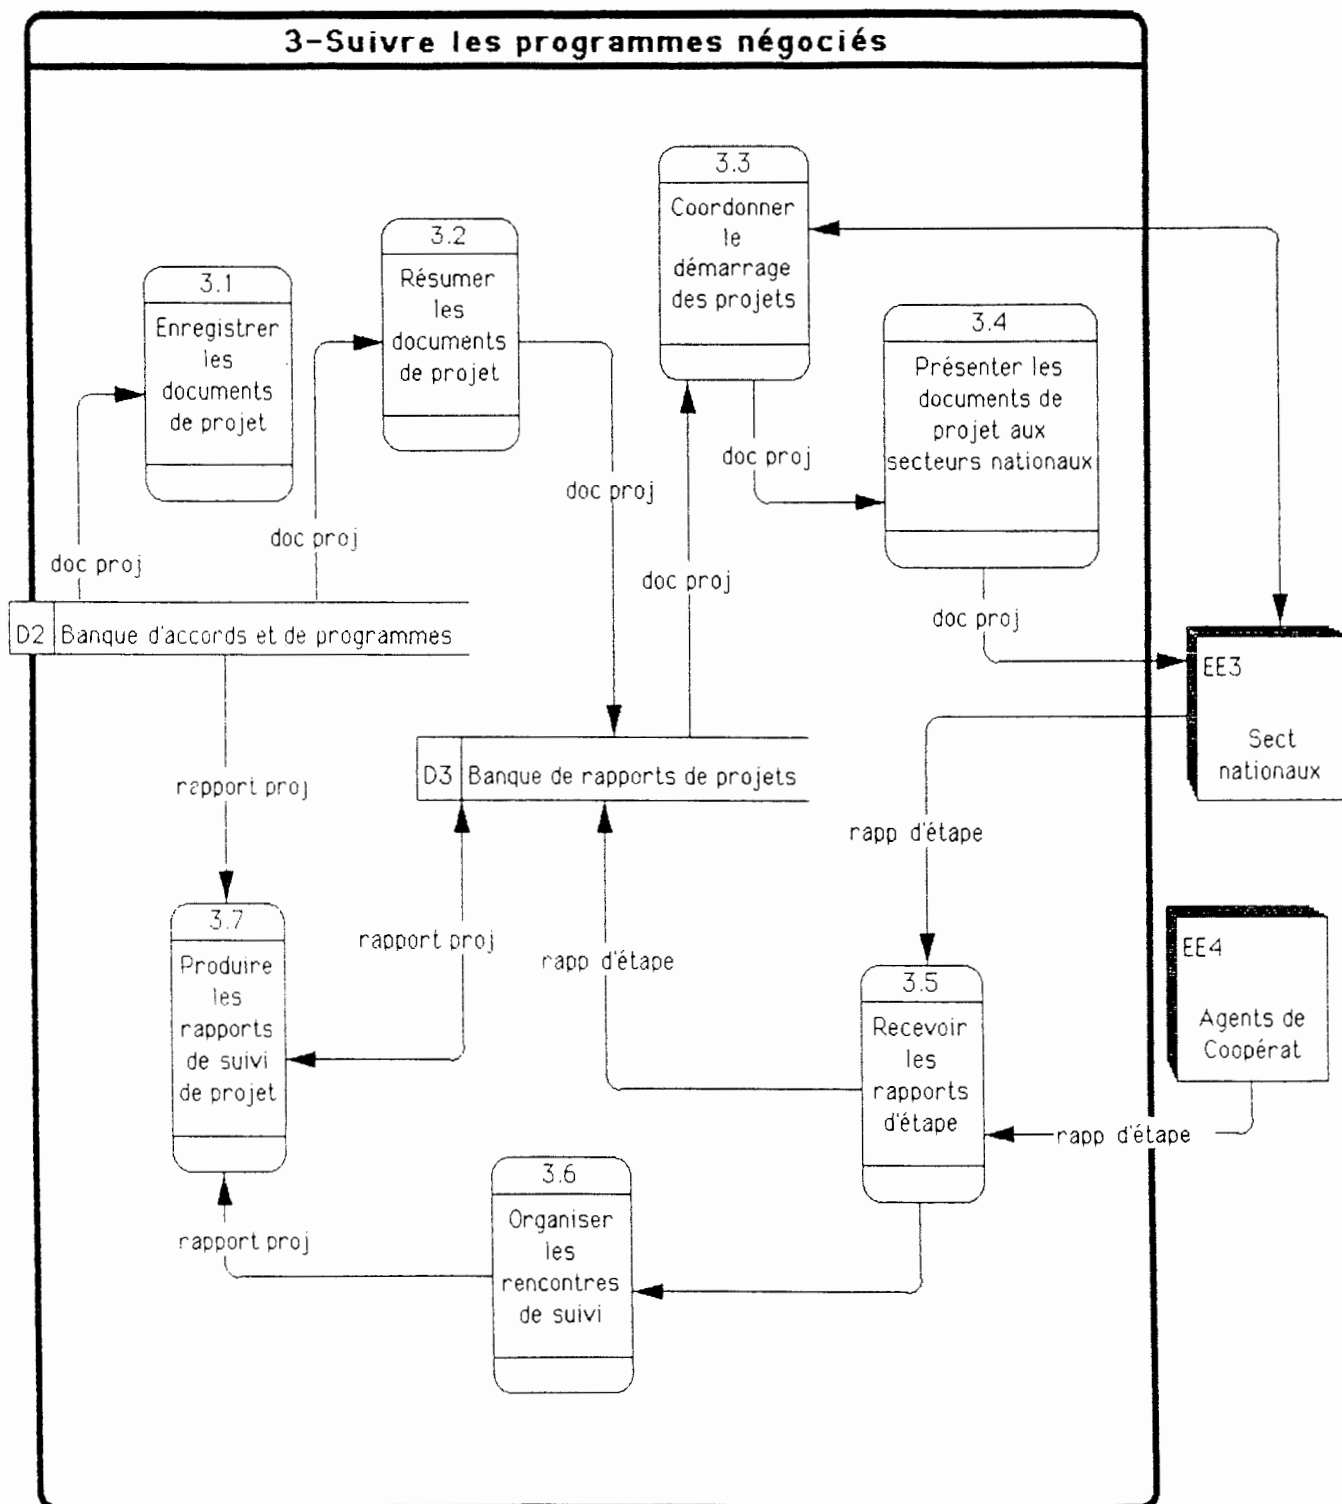 3-Suivre les programmes négociés
3.3
Coordonner
le
démarrage
des projets
3.2
Résumer
les
documents
de projet
3.1
Enregistrer
les
documents
de projet
3.4
Présenter les
documents de
projet aux
secteurs nationaux
doc proj
doc proj
doc proj
doc proj
doc proj
doc proj
D2 Banque d'accords et de programmes
EE3
Sect
nationaux
D3 Banque de rapports de projets
rapport proj
rapp d'étape
3.7
Produire
les
rapports
de suivi
de projet
rapport proj
rapp d'étape
EE4
Agents de
Coopérat
3.5
Recevoir
les
rapports
d'étape
rapp d'étape
3.6
Organiser
les
rencontres
de suivi
rapport proj